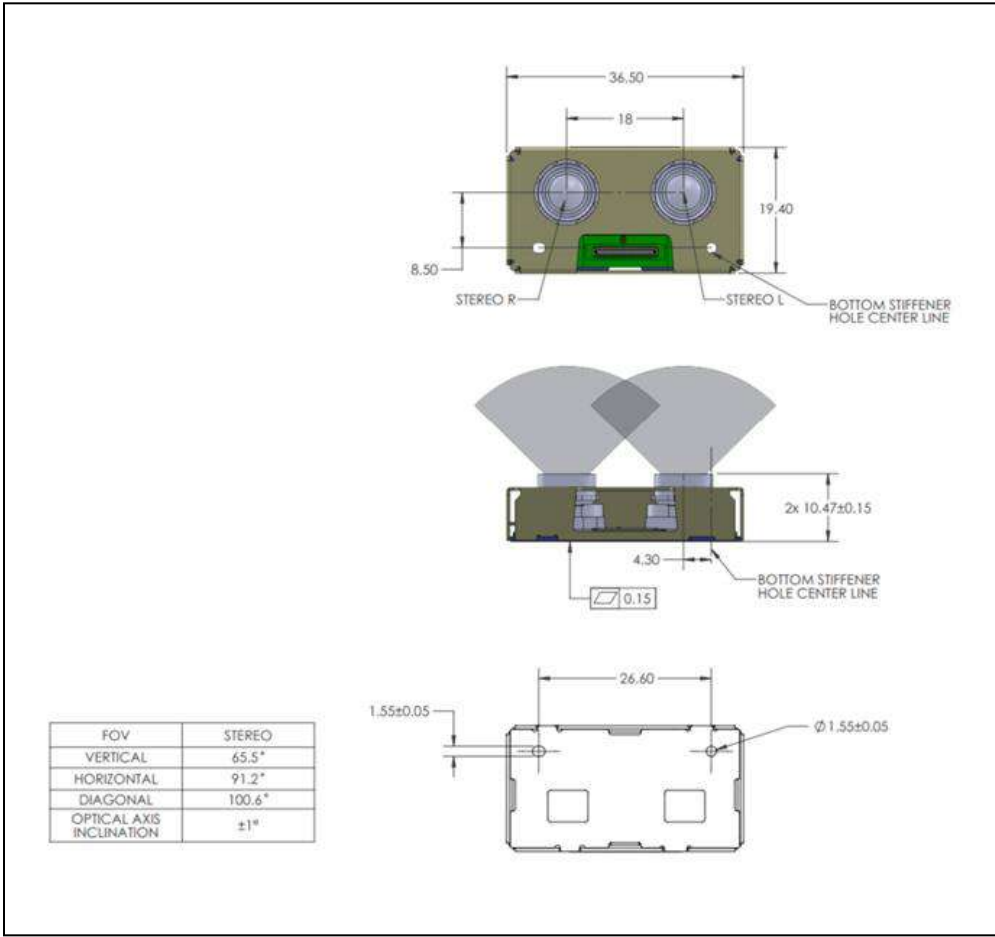 36.50
18
19.40
8.50
STEREO R
STEREO L
BOTTOM STIFFENER
HOLE CENTER LINE
2x 10.47±0.15
4.30
BOTTOM STIFFENER
HOLE CENTER LINE
0.15
26.60
1.55±0.05
Ø1.55±0.05
FOV STEREO
VERTICAL 65.5°
HORIZONTAL 91.2°
DIAGONAL 100.6°
OPTICAL AXIS
INCLINATION ±1°